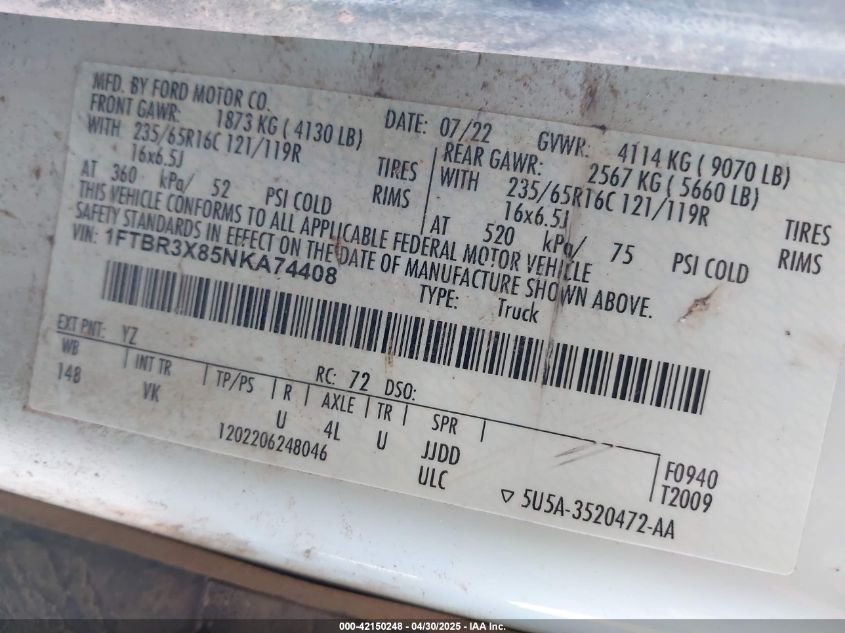 MFD. BY FORD MOTOR CO.
DATE: 07/22 GVWR: 4114 KG ( 9070 LB)
FRONT GAWR: 1873 KG ( 4130 LB)
WITH 235/65R16C 121/119R TIRES
16x6.5J RIMS
AT 360 kPa/ 52 PSI COLD
REAR GAWR: 2567 KG ( 5660 LB)
WITH 235/65R16C 121/119R TIRES
16x6.5J RIMS
AT 520 kPa/ 75 PSI COLD
THIS VEHICLE CONFORMS TO ALL APPLICABLE FEDERAL MOTOR VEHICLE
SAFETY STANDARDS IN EFFECT ON THE DATE OF MANUFACTURE SHOWN ABOVE.
VIN: 1FTBR3X85NKA74408
TYPE: Truck
EXT PNT: YZ RC: 72 DSO:
WB INT TR TP/PS R AXLE TR SPR
148 VK U 4L U JJDD
1202206248046 ULC
F0940
T2009
▽ 5U5A-3520472-AA
000-42150248 - 04/30/2025 - IAA Inc.